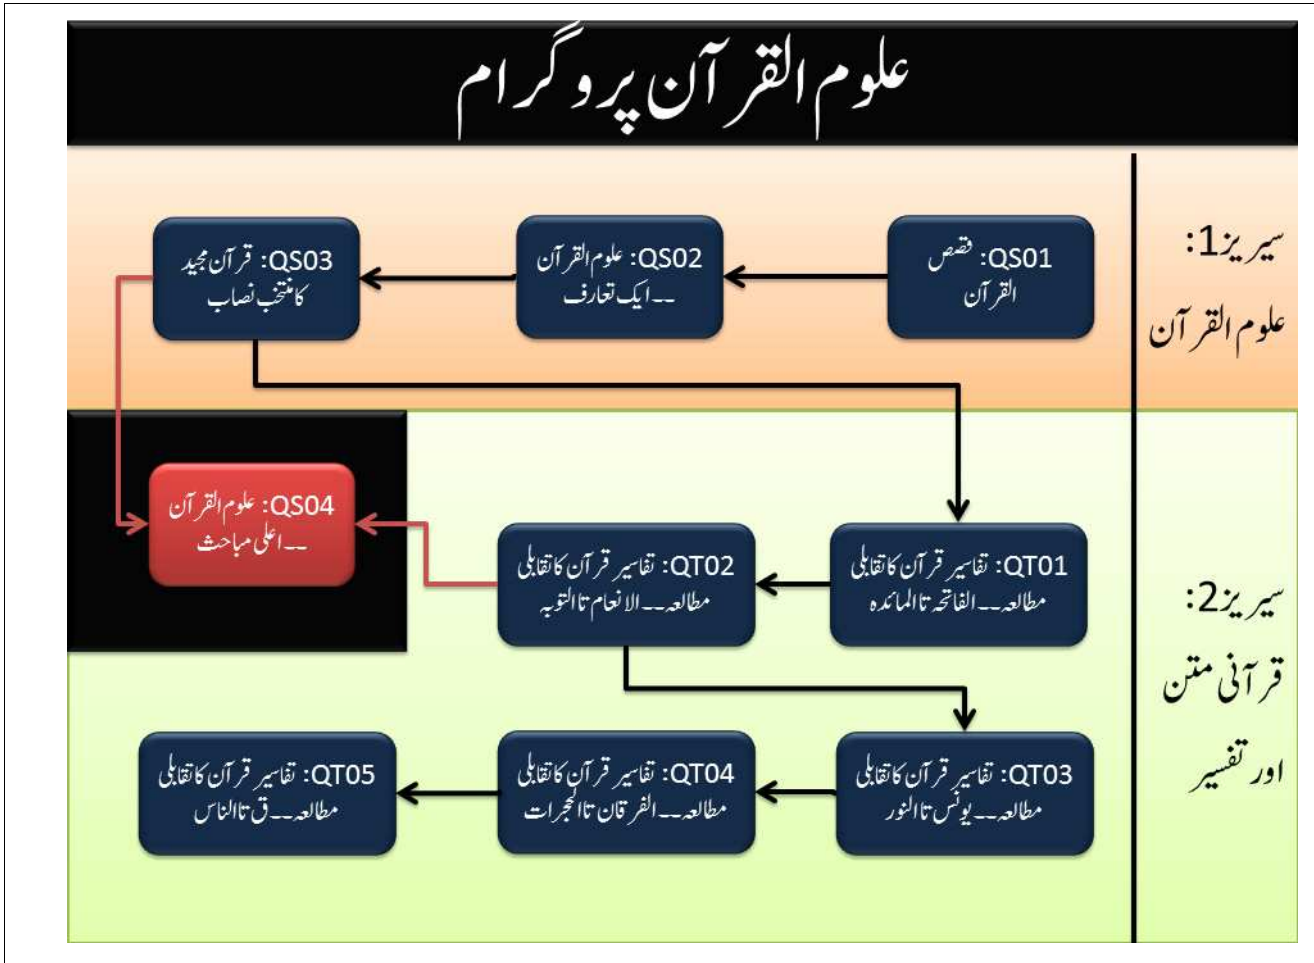 علوم القرآن پروگرام
سیریز1:
علوم القرآن
QS01: قصص
القرآن
QS02: علوم القرآن
۔۔ ایک تعارف
QS03: قرآن مجید
کا منتخب نصاب
QS04: علوم القرآن
۔۔ اعلی مباحث
سیریز2:
قرآنی متن
اور تفسیر
QT01: تفاسیر قرآن کا تقابلی
مطالعہ۔۔ الفاتحہ تا المائدہ
QT02: تفاسیر قرآن کا تقابلی
مطالعہ۔۔ الانعام تا التوبہ
QT03: تفاسیر قرآن کا تقابلی
مطالعہ۔۔ یونس تا النور
QT04: تفاسیر قرآن کا تقابلی
مطالعہ۔۔ الفرقان تا الحجرات
QT05: تفاسیر قرآن کا تقابلی
مطالعہ۔۔ ق تا الناس